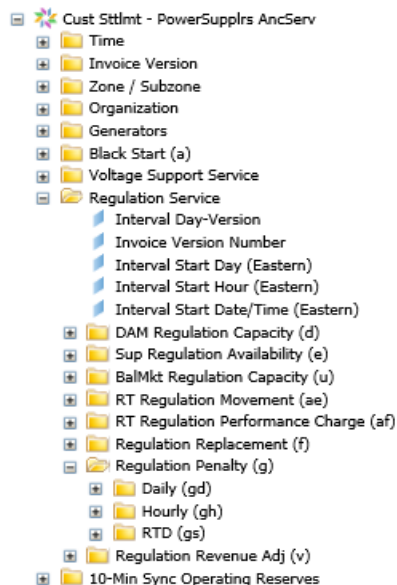 Cust Sttlmt - PowerSupplrs AncServ
Time
Invoice Version
Zone / Subzone
Organization
Generators
Black Start (a)
Voltage Support Service
Regulation Service
Interval Day-Version
Invoice Version Number
Interval Start Day (Eastern)
Interval Start Hour (Eastern)
Interval Start Date/Time (Eastern)
DAM Regulation Capacity (d)
Sup Regulation Availability (e)
BalMkt Regulation Capacity (u)
RT Regulation Movement (ae)
RT Regulation Performance Charge (af)
Regulation Replacement (f)
Regulation Penalty (g)
Daily (gd)
Hourly (gh)
RTD (gs)
Regulation Revenue Adj (v)
10-Min Sync Operating Reserves